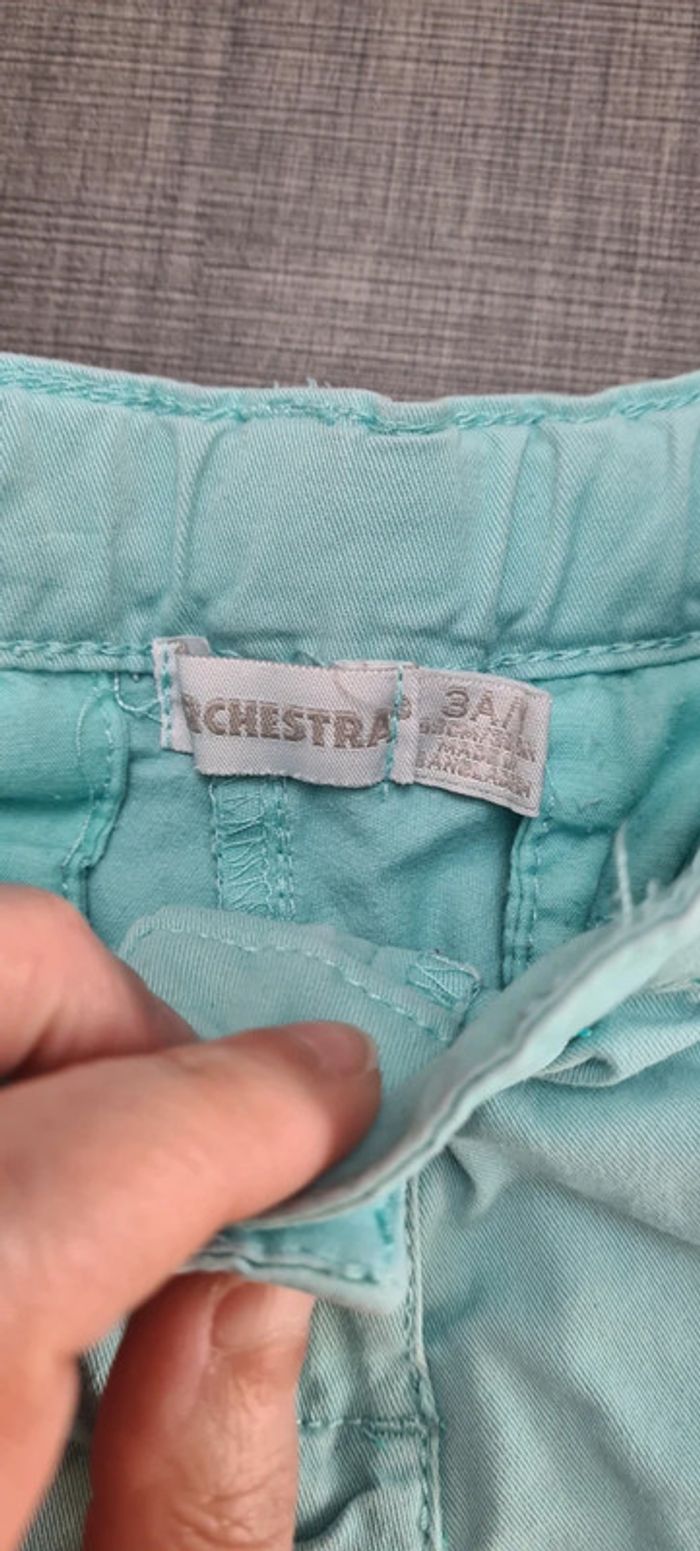 RCHESTRA
3A/
MADE IN
BANGLADESH